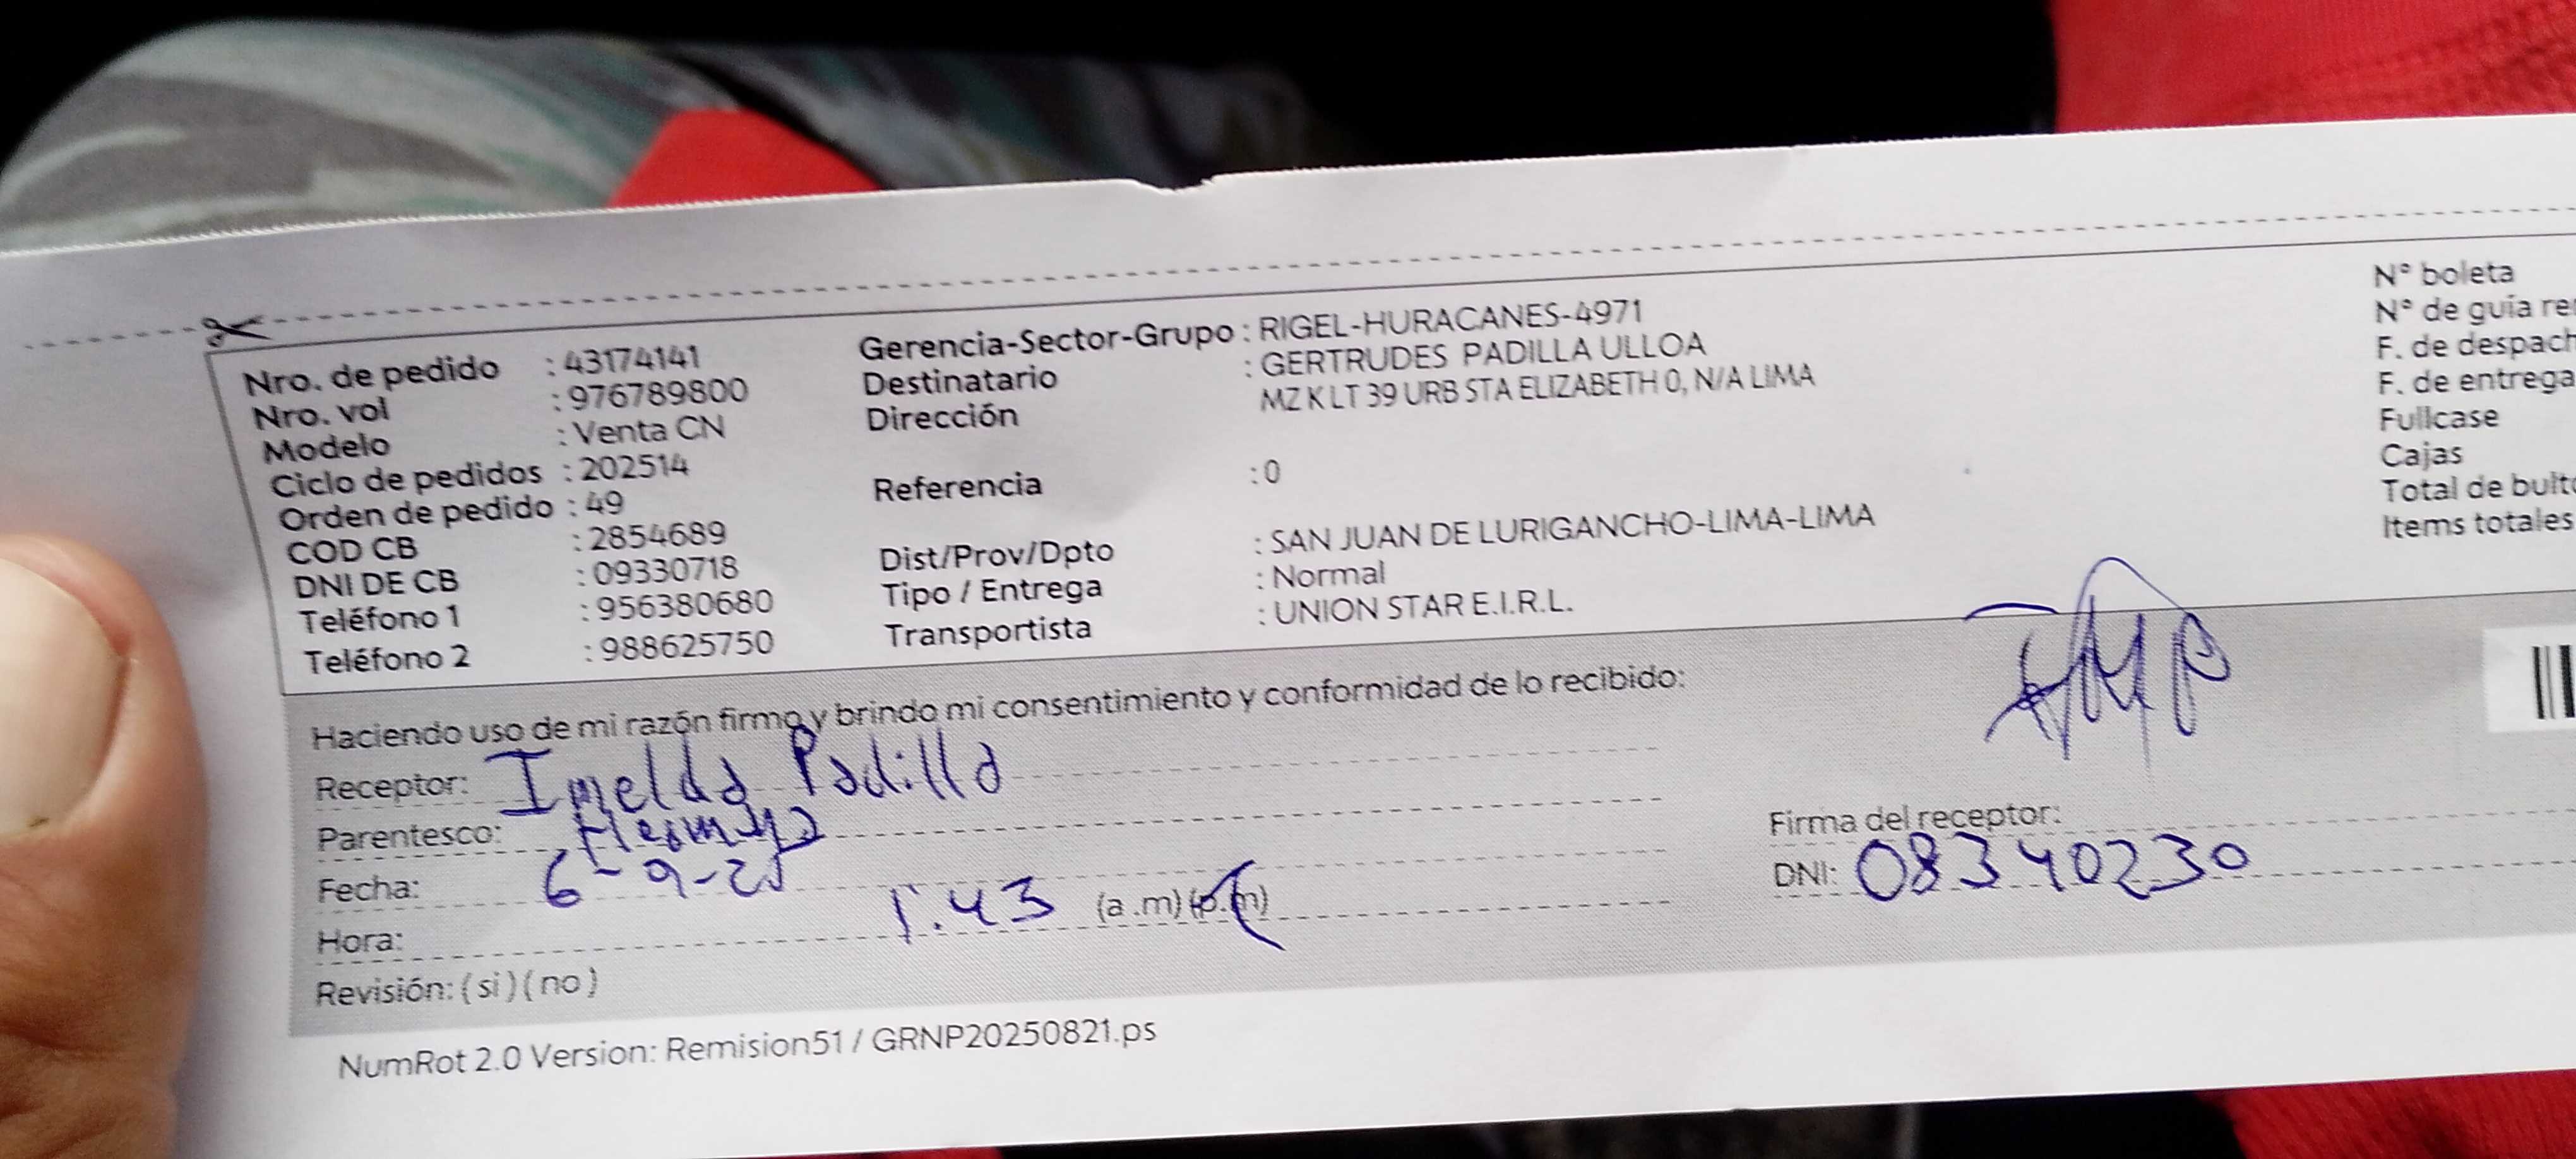 Nro. de pedido : 43174141
Nro. vol : 976789800
Modelo : Venta CN
Ciclo de pedidos : 202514
Orden de pedido : 49
COD CB : 2854689
DNI DE CB : 09330718
Teléfono 1 : 956380680
Teléfono 2 : 988625750
Gerencia-Sector-Grupo : RIGEL-HURACANES-4971
Destinatario : GERTRUDES PADILLA ULLOA
Dirección MZ K LT 39 URB STA ELIZABETH 0, N/A LIMA
Referencia : 0
Dist/Prov/Dpto : SAN JUAN DE LURIGANCHO-LIMA-LIMA
Tipo / Entrega : Normal
Transportista : UNION STAR E.I.R.L.
N° boleta
N° de guía re
F. de despach
F. de entrega
Fullcase
Cajas
Total de bulto
Items totales
Haciendo uso de mi razón firmo y brindo mi consentimiento y conformidad de lo recibido:
Receptor: Imelda Padilla
Parentesco: Hermana
Fecha: 6-9-25
Hora: 1:43 (a .m) (p.m)
Revisión: ( si ) ( no )
Firma del receptor:
DNI: 08340230
NumRot 2.0 Version: Remision51 / GRNP20250821.ps